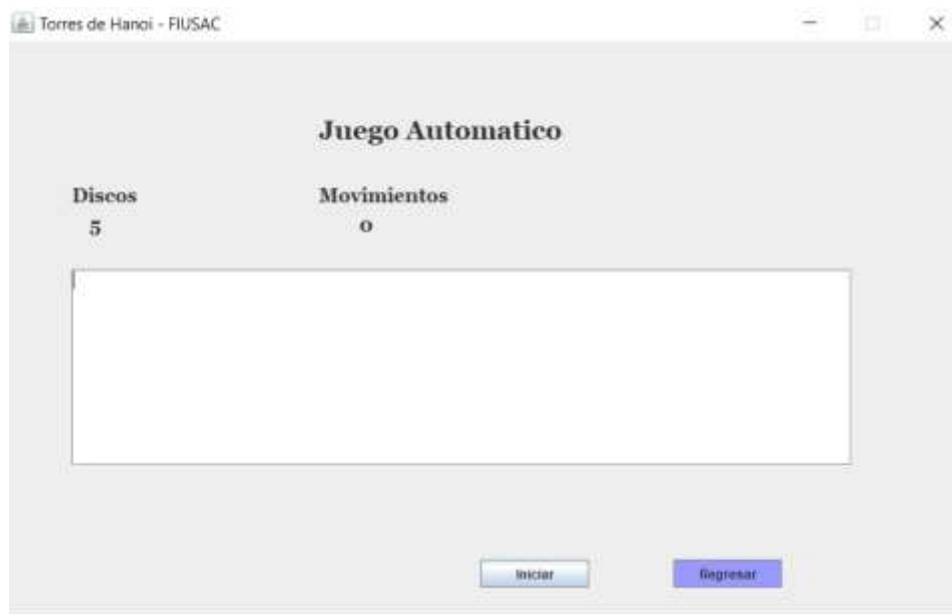 Torres de Hanoi - FIUSAC
Juego Automatico
Discos Movimientos
5 0
Iniciar Regresar